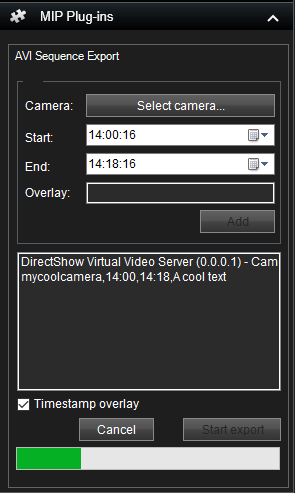 MIP Plug-ins
AVI Sequence Export
Camera: Select camera...
Start: 14:00:16
End: 14:18:16
Overlay:
Add
DirectShow Virtual Video Server (0.0.0.1) - Cam
mycoolcamera,14:00,14:18,A cool text
Timestamp overlay
Cancel Start export